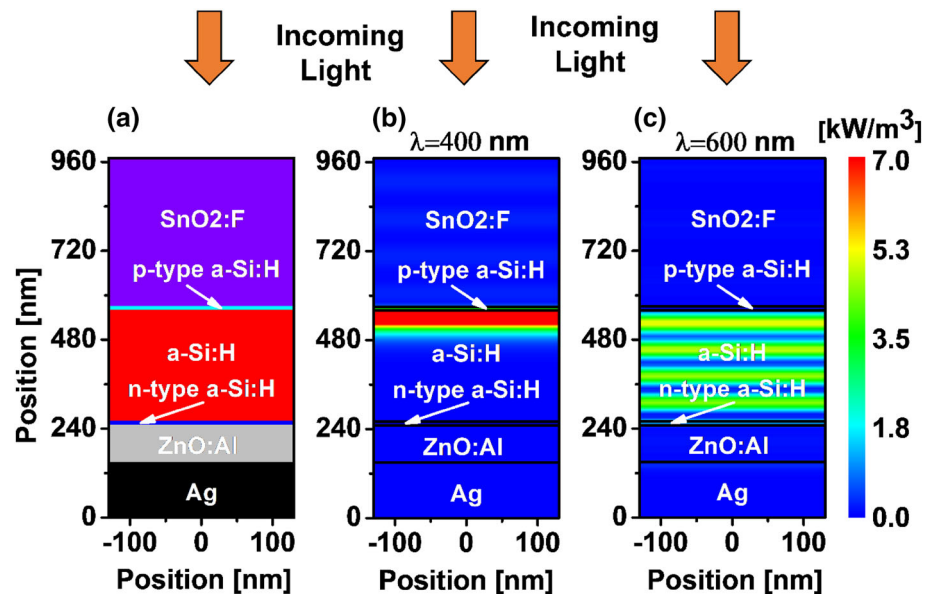 Incoming
Light
Incoming
Light
(a)
(b)
λ=400 nm
(c)
λ=600 nm
[kW/m³]
Position [nm]
960
720
480
240
0
SnO2:F
p-type a-Si:H
a-Si:H
n-type a-Si:H
ZnO:Al
Ag
-100 0 100
Position [nm]
960
720
480
240
0
SnO2:F
p-type a-Si:H
a-Si:H
n-type a-Si:H
ZnO:Al
Ag
-100 0 100
Position [nm]
960
720
480
240
0
SnO2:F
p-type a-Si:H
a-Si:H
n-type a-Si:H
ZnO:Al
Ag
-100 0 100
Position [nm]
7.0
5.3
3.5
1.8
0.0